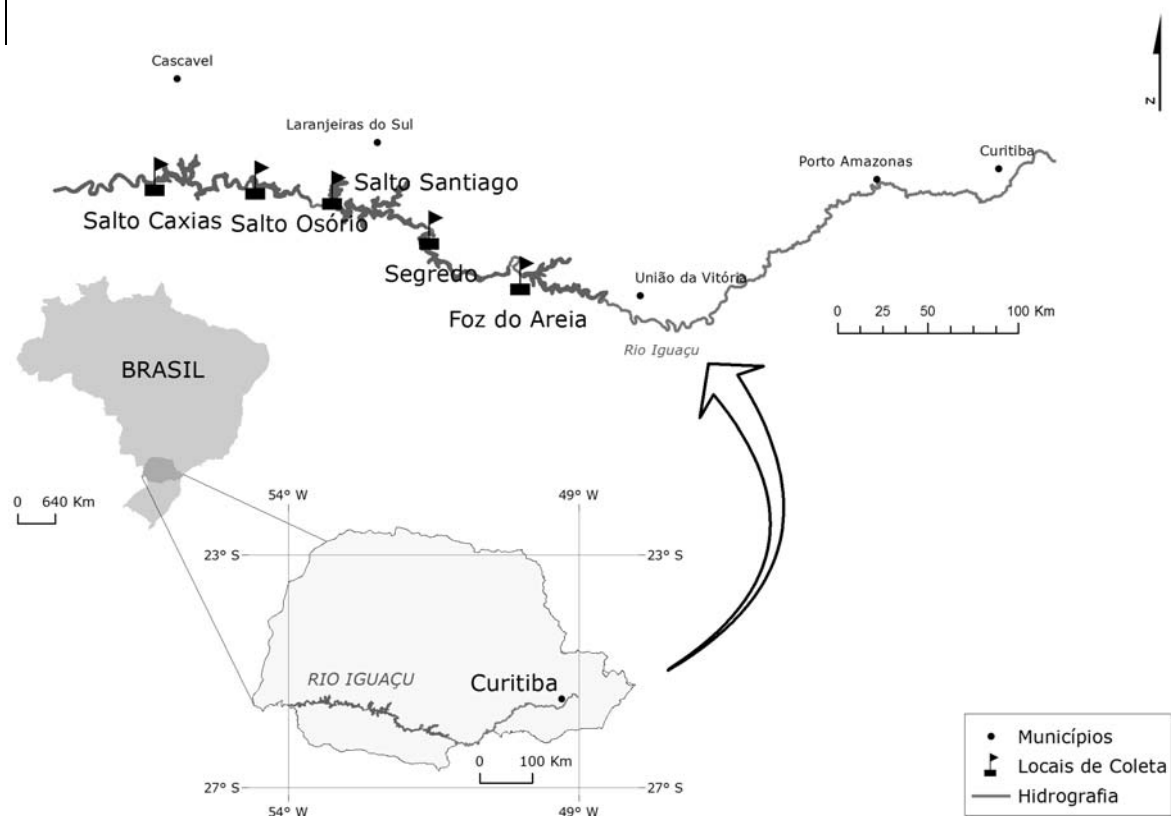 Cascavel
Laranjeiras do Sul
Porto Amazonas
Curitiba
N
Salto Santiago
Salto Caxias
Salto Osório
Segredo
União da Vitória
Foz do Areia
0 25 50 100 Km
Rio Iguaçu
BRASIL
0 640 Km
54° W
49° W
23° S
23° S
RIO IGUAÇU
Curitiba
0 100 Km
27° S
27° S
54° W
49° W
Municípios
Locais de Coleta
Hidrografia